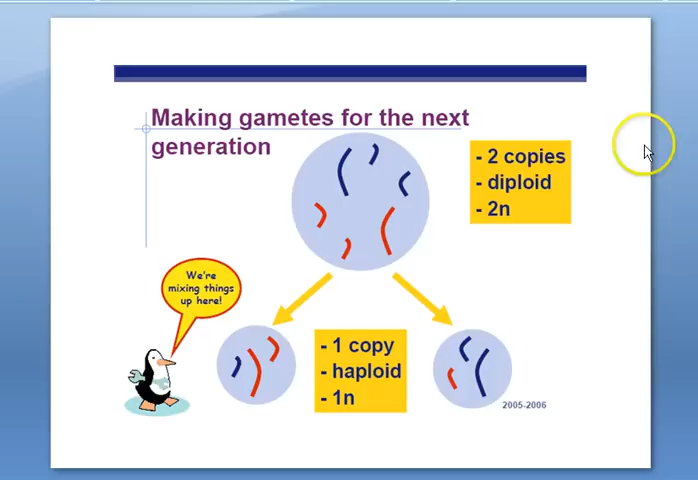 Making gametes for the next
generation
- 2 copies
- diploid
- 2n
We're
mixing things
up here!
- 1 copy
- haploid
- 1n
2005-2006